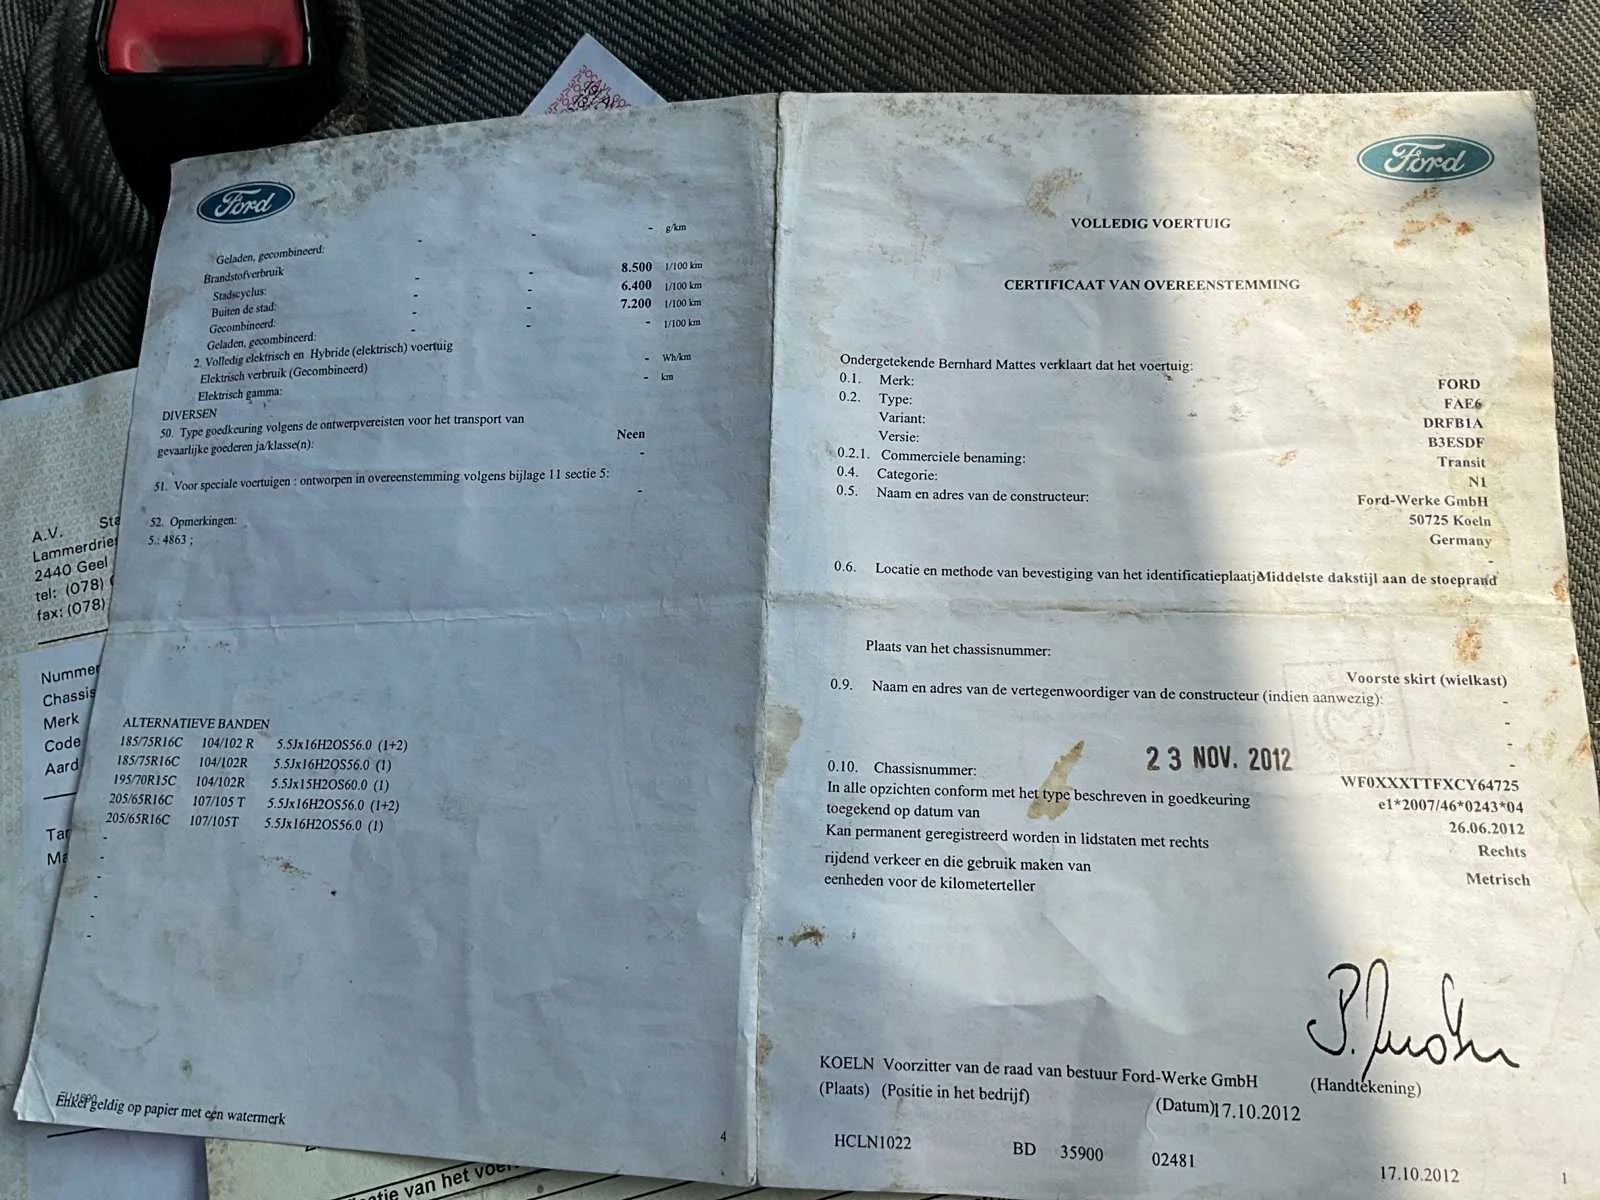 Ford
g/km
Geladen, gecombineerd:
Brandstofverbruik
Stadscyclus: - - 8.500 1/100 km
Buiten de stad: - - 6.400 1/100 km
Gecombineerd: - - 7.200 1/100 km
Geladen, gecombineerd: - - - 1/100 km
2. Volledig elektrisch en Hybride (elektrisch) voertuig
Elektrisch verbruik (Gecombineerd) - Wh/km
Elektrisch gamma: - km
DIVERSEN
50. Type goedkeuring volgens de ontwerpvereisten voor het transport van
gevaarlijke goederen ja/klasse(n): Neen
-
51. Voor speciale voertuigen : ontworpen in overeenstemming volgens bijlage 11 sectie 5:
-
52. Opmerkingen:
5.: 4863 ;
ALTERNATIEVE BANDEN
185/75R16C 104/102 R 5.5Jx16H2OS56.0 (1+2)
185/75R16C 104/102R 5.5Jx16H2OS56.0 (1)
195/70R15C 104/102R 5.5Jx15H2OS60.0 (1)
205/65R16C 107/105 T 5.5Jx16H2OS56.0 (1+2)
205/65R16C 107/105T 5.5Jx16H2OS56.0 (1)
-
-
-
-
-
-
Enkel geldig op papier met een watermerk
4
Ford
VOLLEDIG VOERTUIG
CERTIFICAAT VAN OVEREENSTEMMING
Ondergetekende Bernhard Mattes verklaart dat het voertuig:
0.1. Merk: FORD
0.2. Type: FAE6
Variant: DRFB1A
Versie: B3ESDF
0.2.1. Commerciele benaming: Transit
0.4. Categorie: N1
0.5. Naam en adres van de constructeur: Ford-Werke GmbH
50725 Koeln
Germany
-
0.6. Locatie en methode van bevestiging van het identificatieplaatj Middelste dakstijl aan de stoeprand
Plaats van het chassisnummer:
Voorste skirt (wielkast)
0.9. Naam en adres van de vertegenwoordiger van de constructeur (indien aanwezig): -
-
-
23 NOV. 2012
0.10. Chassisnummer: WF0XXXTTFXCY64725
In alle opzichten conform met het type beschreven in goedkeuring e1*2007/46*0243*04
toegekend op datum van 26.06.2012
Kan permanent geregistreerd worden in lidstaten met rechts Rechts
rijdend verkeer en die gebruik maken van
eenheden voor de kilometerteller Metrisch
KOELN Voorzitter van de raad van bestuur Ford-Werke GmbH
(Plaats) (Positie in het bedrijf) (Datum)17.10.2012 (Handtekening)
HCLN1022 BD 35900 02481 17.10.2012
1
A.V. Sta
Lammerdrie
2440 Geel
tel: (078)
fax: (078)
Nummer
Chassis
Merk
Code
Aard
Tar
Ma
van het voer